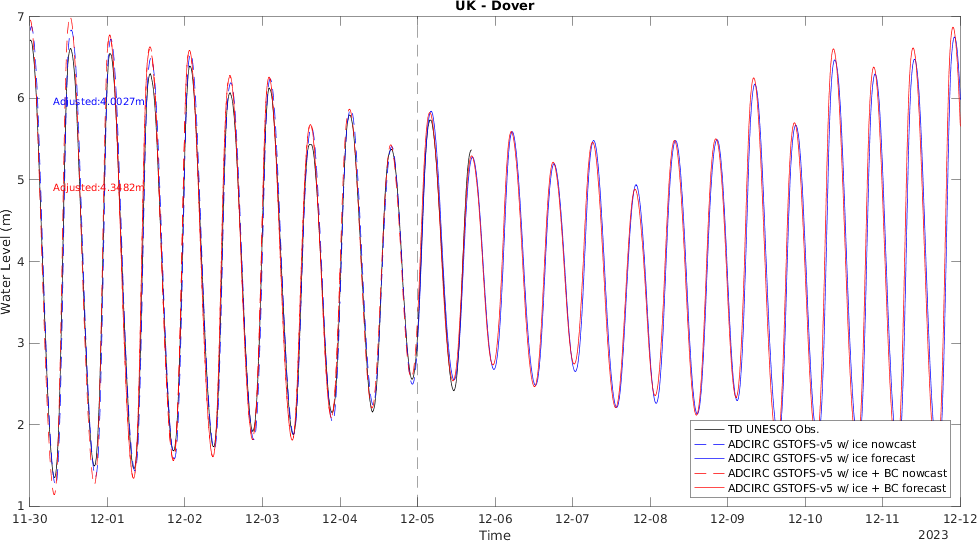 UK - Dover
7
6
5
4
3
2
1
Water Level (m)
Adjusted:4.0027m
Adjusted:4.3482m
TD UNESCO Obs.
ADCIRC GSTOFS-v5 w/ ice nowcast
ADCIRC GSTOFS-v5 w/ ice forecast
ADCIRC GSTOFS-v5 w/ ice + BC nowcast
ADCIRC GSTOFS-v5 w/ ice + BC forecast
11-30 12-01 12-02 12-03 12-04 12-05 12-06 12-07 12-08 12-09 12-10 12-11 12-12
Time
2023